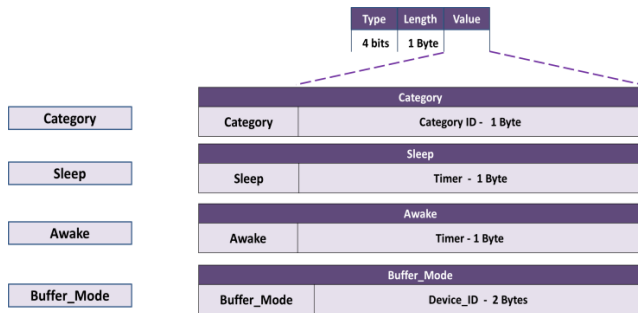 Type Length Value
4 bits 1 Byte
Category
Category Category Category ID - 1 Byte
Sleep
Sleep Sleep Timer - 1 Byte
Awake
Awake Awake Timer - 1 Byte
Buffer_Mode
Buffer_Mode Buffer_Mode Device_ID - 2 Bytes